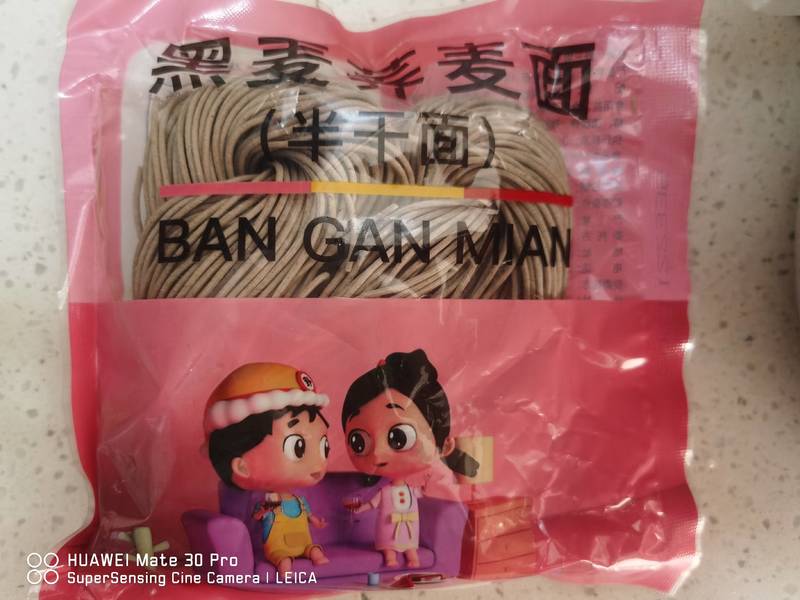 黑麦荞麦面
(半干面)
BAN GAN MIAN
HUAWEI Mate 30 Pro
SuperSensing Cine Camera | LEICA